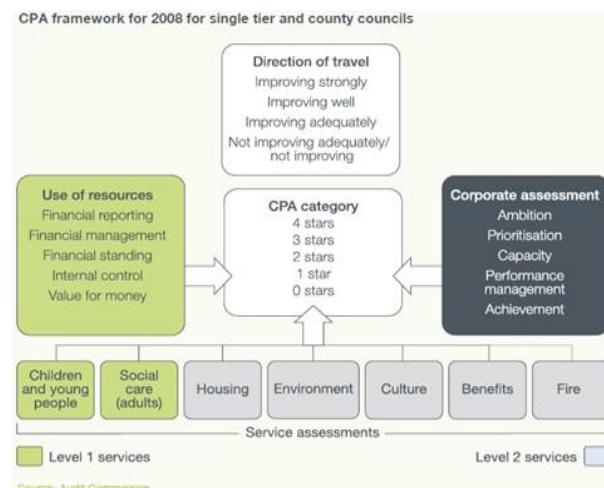 CPA framework for 2008 for single tier and county councils
Direction of travel
Improving strongly
Improving well
Improving adequately
Not improving adequately/
not improving
Use of resources
Financial reporting
Financial management
Financial standing
Internal control
Value for money
CPA category
4 stars
3 stars
2 stars
1 star
0 stars
Corporate assessment
Ambition
Prioritisation
Capacity
Performance
management
Achievement
Children
and young
people
Social
care
(adults)
Housing
Environment
Culture
Benefits
Fire
Service assessments
Level 1 services
Level 2 services
Source: Audit Commission